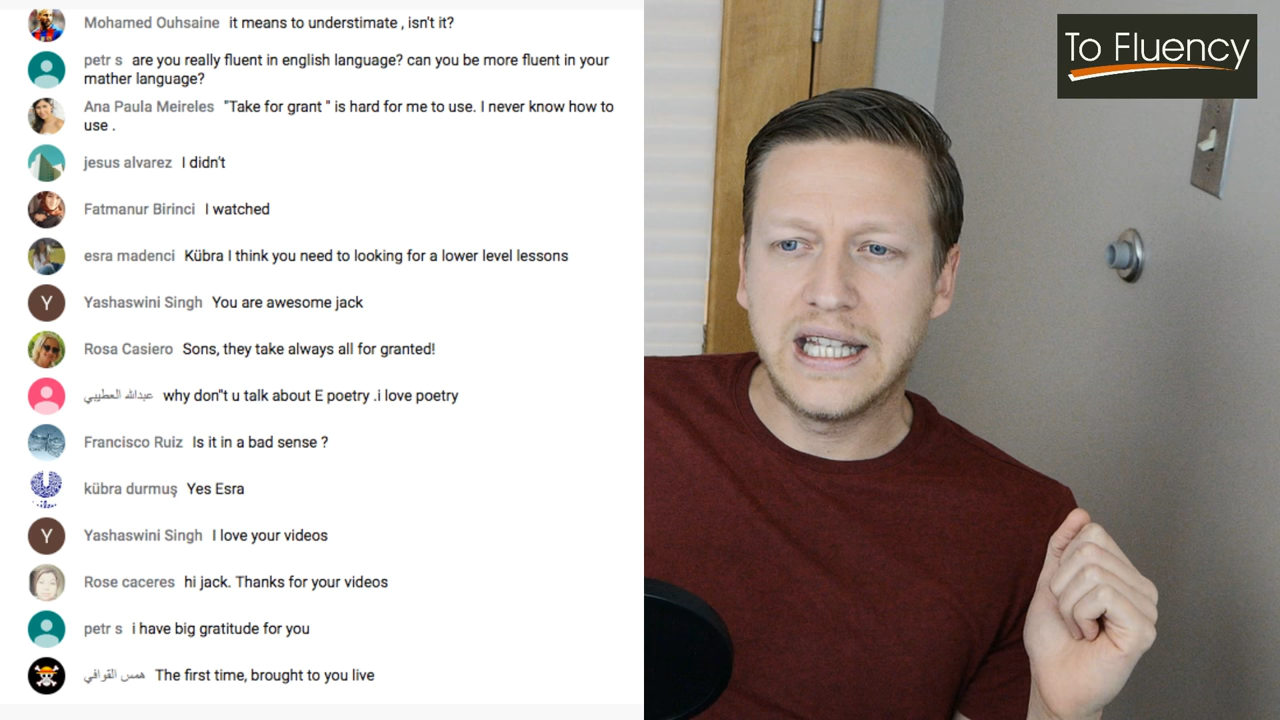 Mohamed Ouhsaine it means to understimate , isn't it?
petr s are you really fluent in english language? can you be more fluent in your
mather language?
Ana Paula Meireles "Take for grant " is hard for me to use. I never know how to
use .
jesus alvarez I didn't
Fatmanur Birinci I watched
esra madenci Kübra I think you need to looking for a lower level lessons
Y
Yashaswini Singh You are awesome jack
Rosa Casiero Sons, they take always all for granted!
عبدالله العطيبي why don"t u talk about E poetry .i love poetry
Francisco Ruiz Is it in a bad sense ?
kübra durmuş Yes Esra
Y
Yashaswini Singh I love your videos
Rose caceres hi jack. Thanks for your videos
petr s i have big gratitude for you
همس القوافي The first time, brought to you live
To Fluency